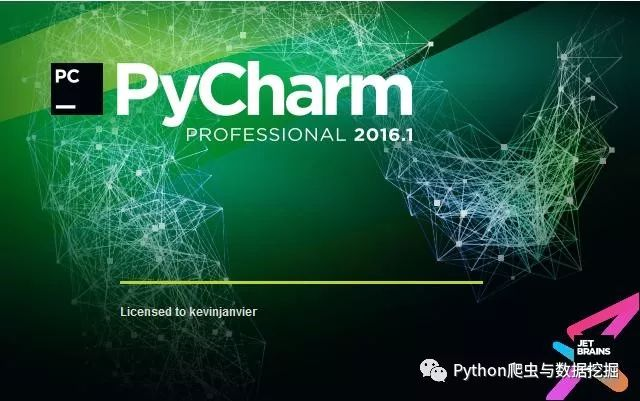 PC
PyCharm
PROFESSIONAL 2016.1
Licensed to kevinjanvier
JET
BRAINS
Python爬虫与数据挖掘